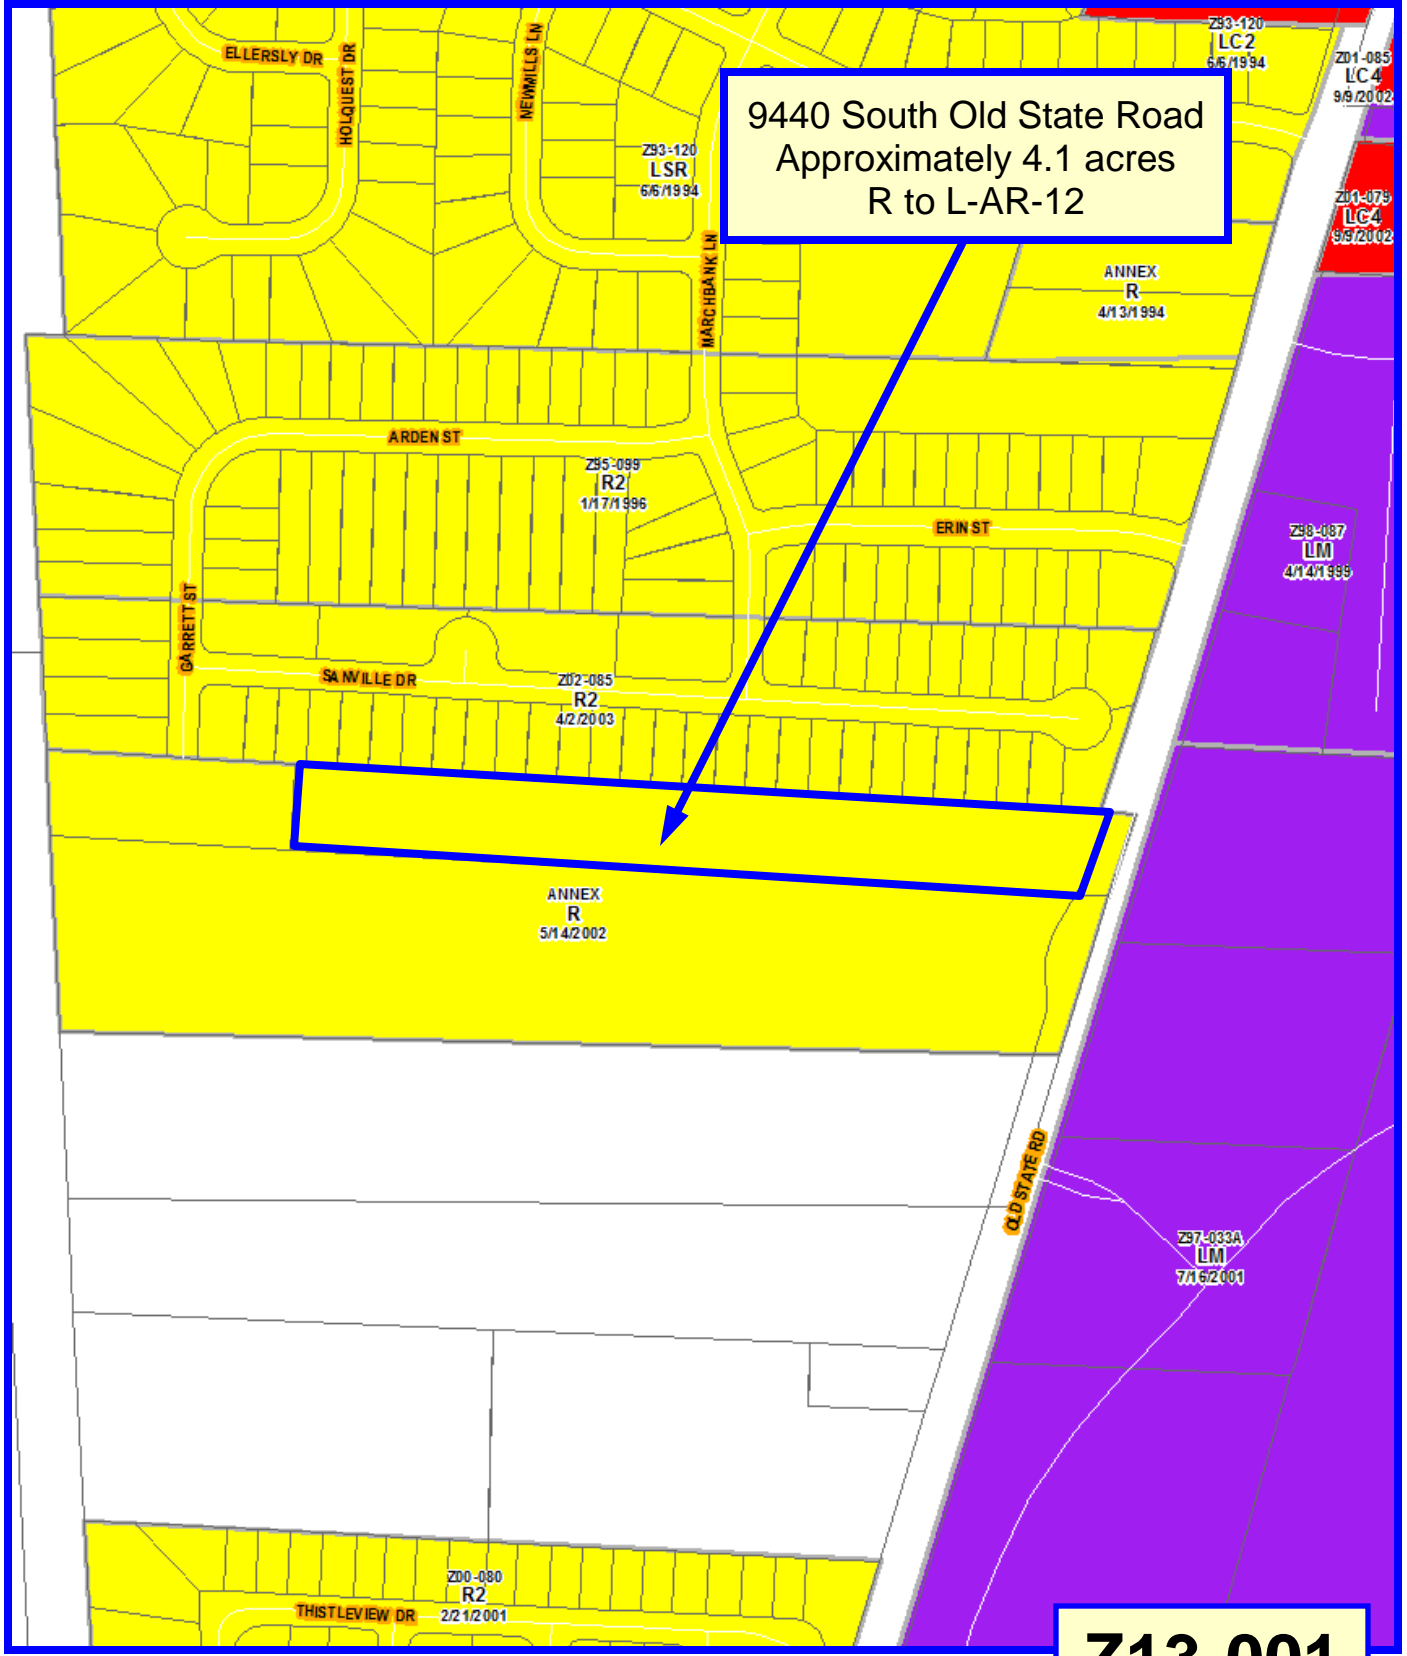 ELLERSLY DR
HOLQUEST DR
NEWMILLS LN
Z93-120
LC2
6/6/1994
Z01-085
LC4
9/9/2002
9440 South Old State Road
Approximately 4.1 acres
R to L-AR-12
Z93-120
LSR
6/6/1994
Z01-079
LC4
9/9/2002
MARCHBANK LN
ANNEX
R
4/13/1994
ARDEN ST
Z95-099
R2
1/17/1996
ERIN ST
Z98-087
LM
4/14/1999
GARRETT ST
SANVILLE DR
Z02-085
R2
4/2/2003
ANNEX
R
5/14/2002
OLD STATE RD
Z97-033A
LM
7/16/2001
Z00-080
R2
2/21/2001
THISTLEVIEW DR
Z13-001